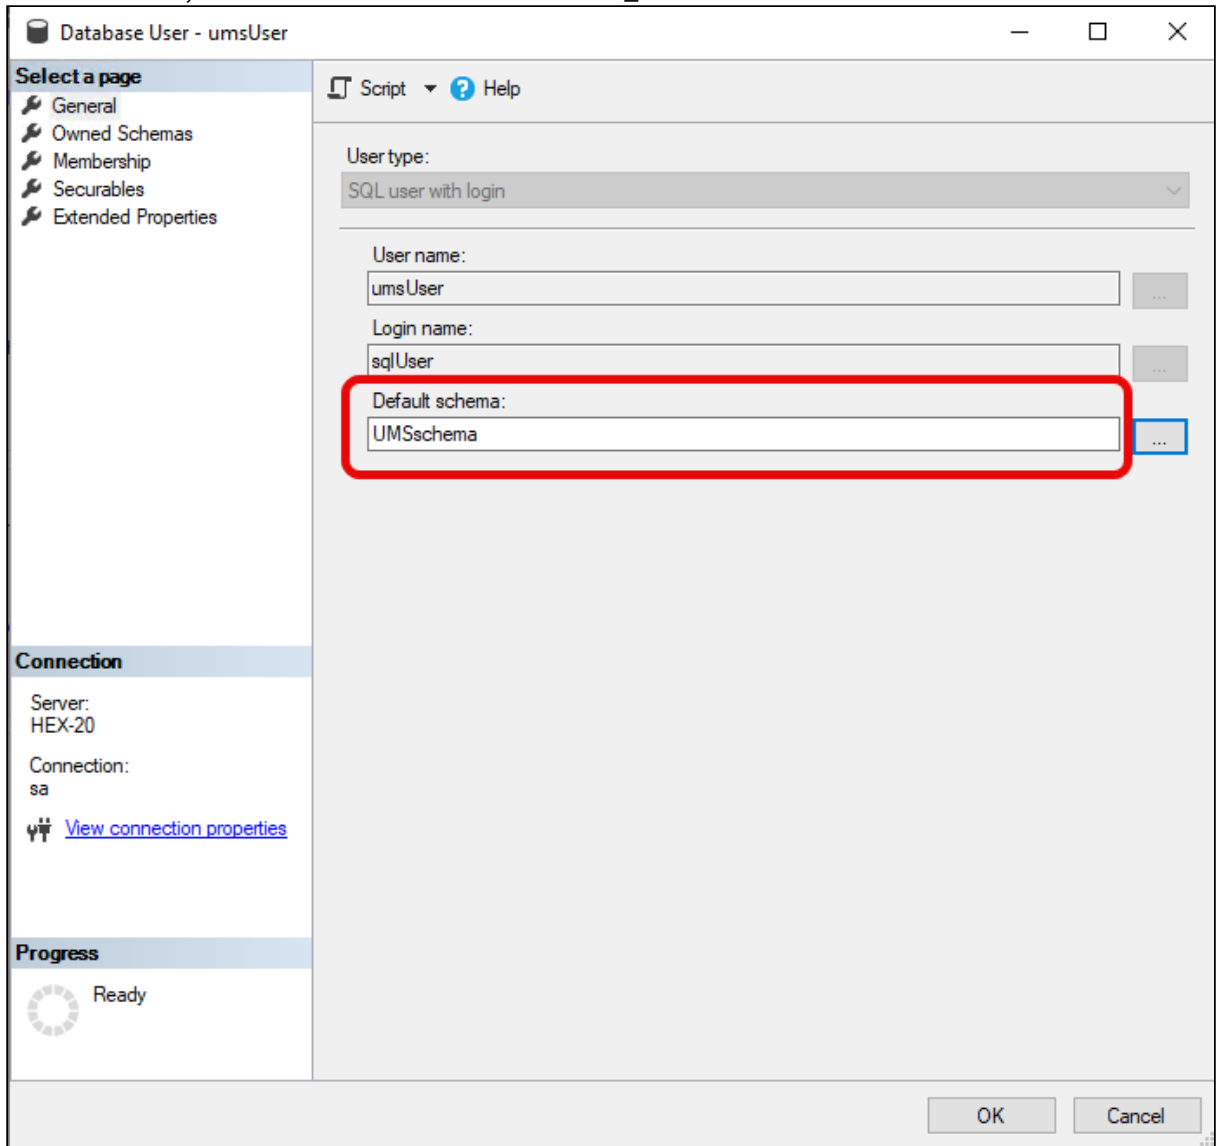 Database User - umsUser
Select a page
General
Owned Schemas
Membership
Securables
Extended Properties
Script
Help
User type:
SQL user with login
User name:
umsUser
...
Login name:
sqlUser
...
Default schema:
UMSschema
...
Connection
Server:
HEX-20
Connection:
sa
View connection properties
Progress
Ready
OK
Cancel